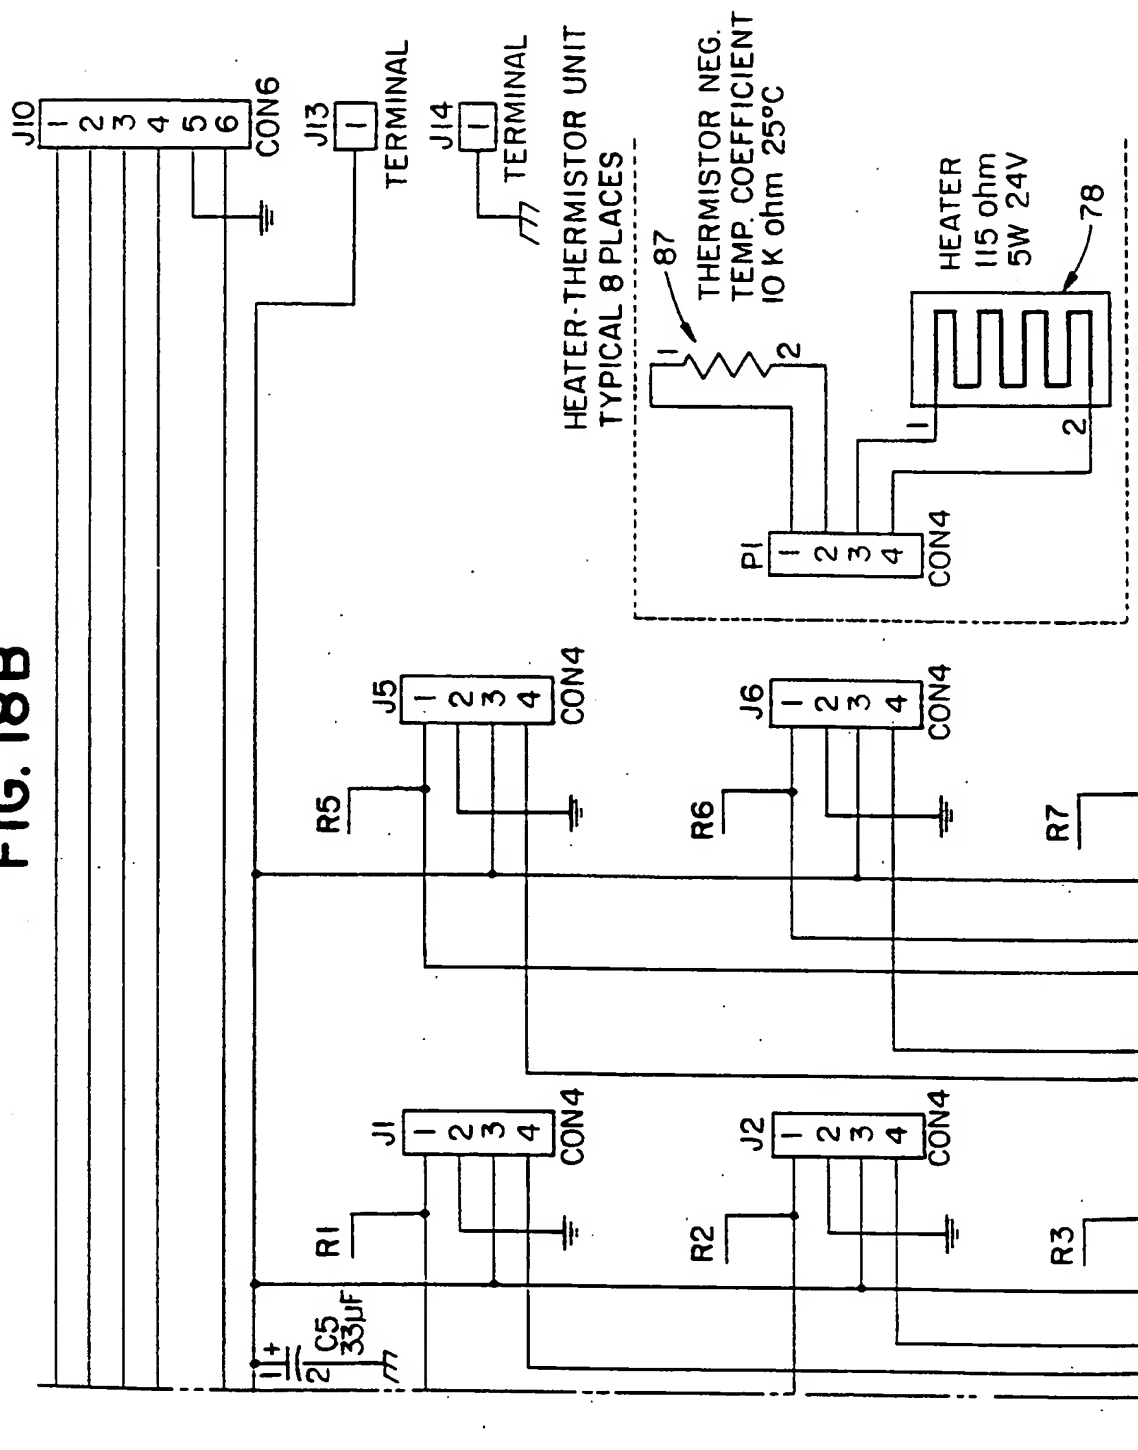 FIG. 18B
J10
1
2
3
4
5
6
CON6
J13
1
TERMINAL
J14
1
TERMINAL
HEATER-THERMISTOR UNIT
TYPICAL 8 PLACES
87
THERMISTOR NEG.
TEMP. COEFFICIENT
10 K ohm 25°C
1
2
HEATER
115 ohm
5W 24V
78
1
2
P1
1
2
3
4
CON4
J5
1
2
3
4
CON4
R5
J6
1
2
3
4
CON4
R6
R7
J1
1
2
3
4
CON4
R1
J2
1
2
3
4
CON4
R2
R3
1
+
2
C5
33µF